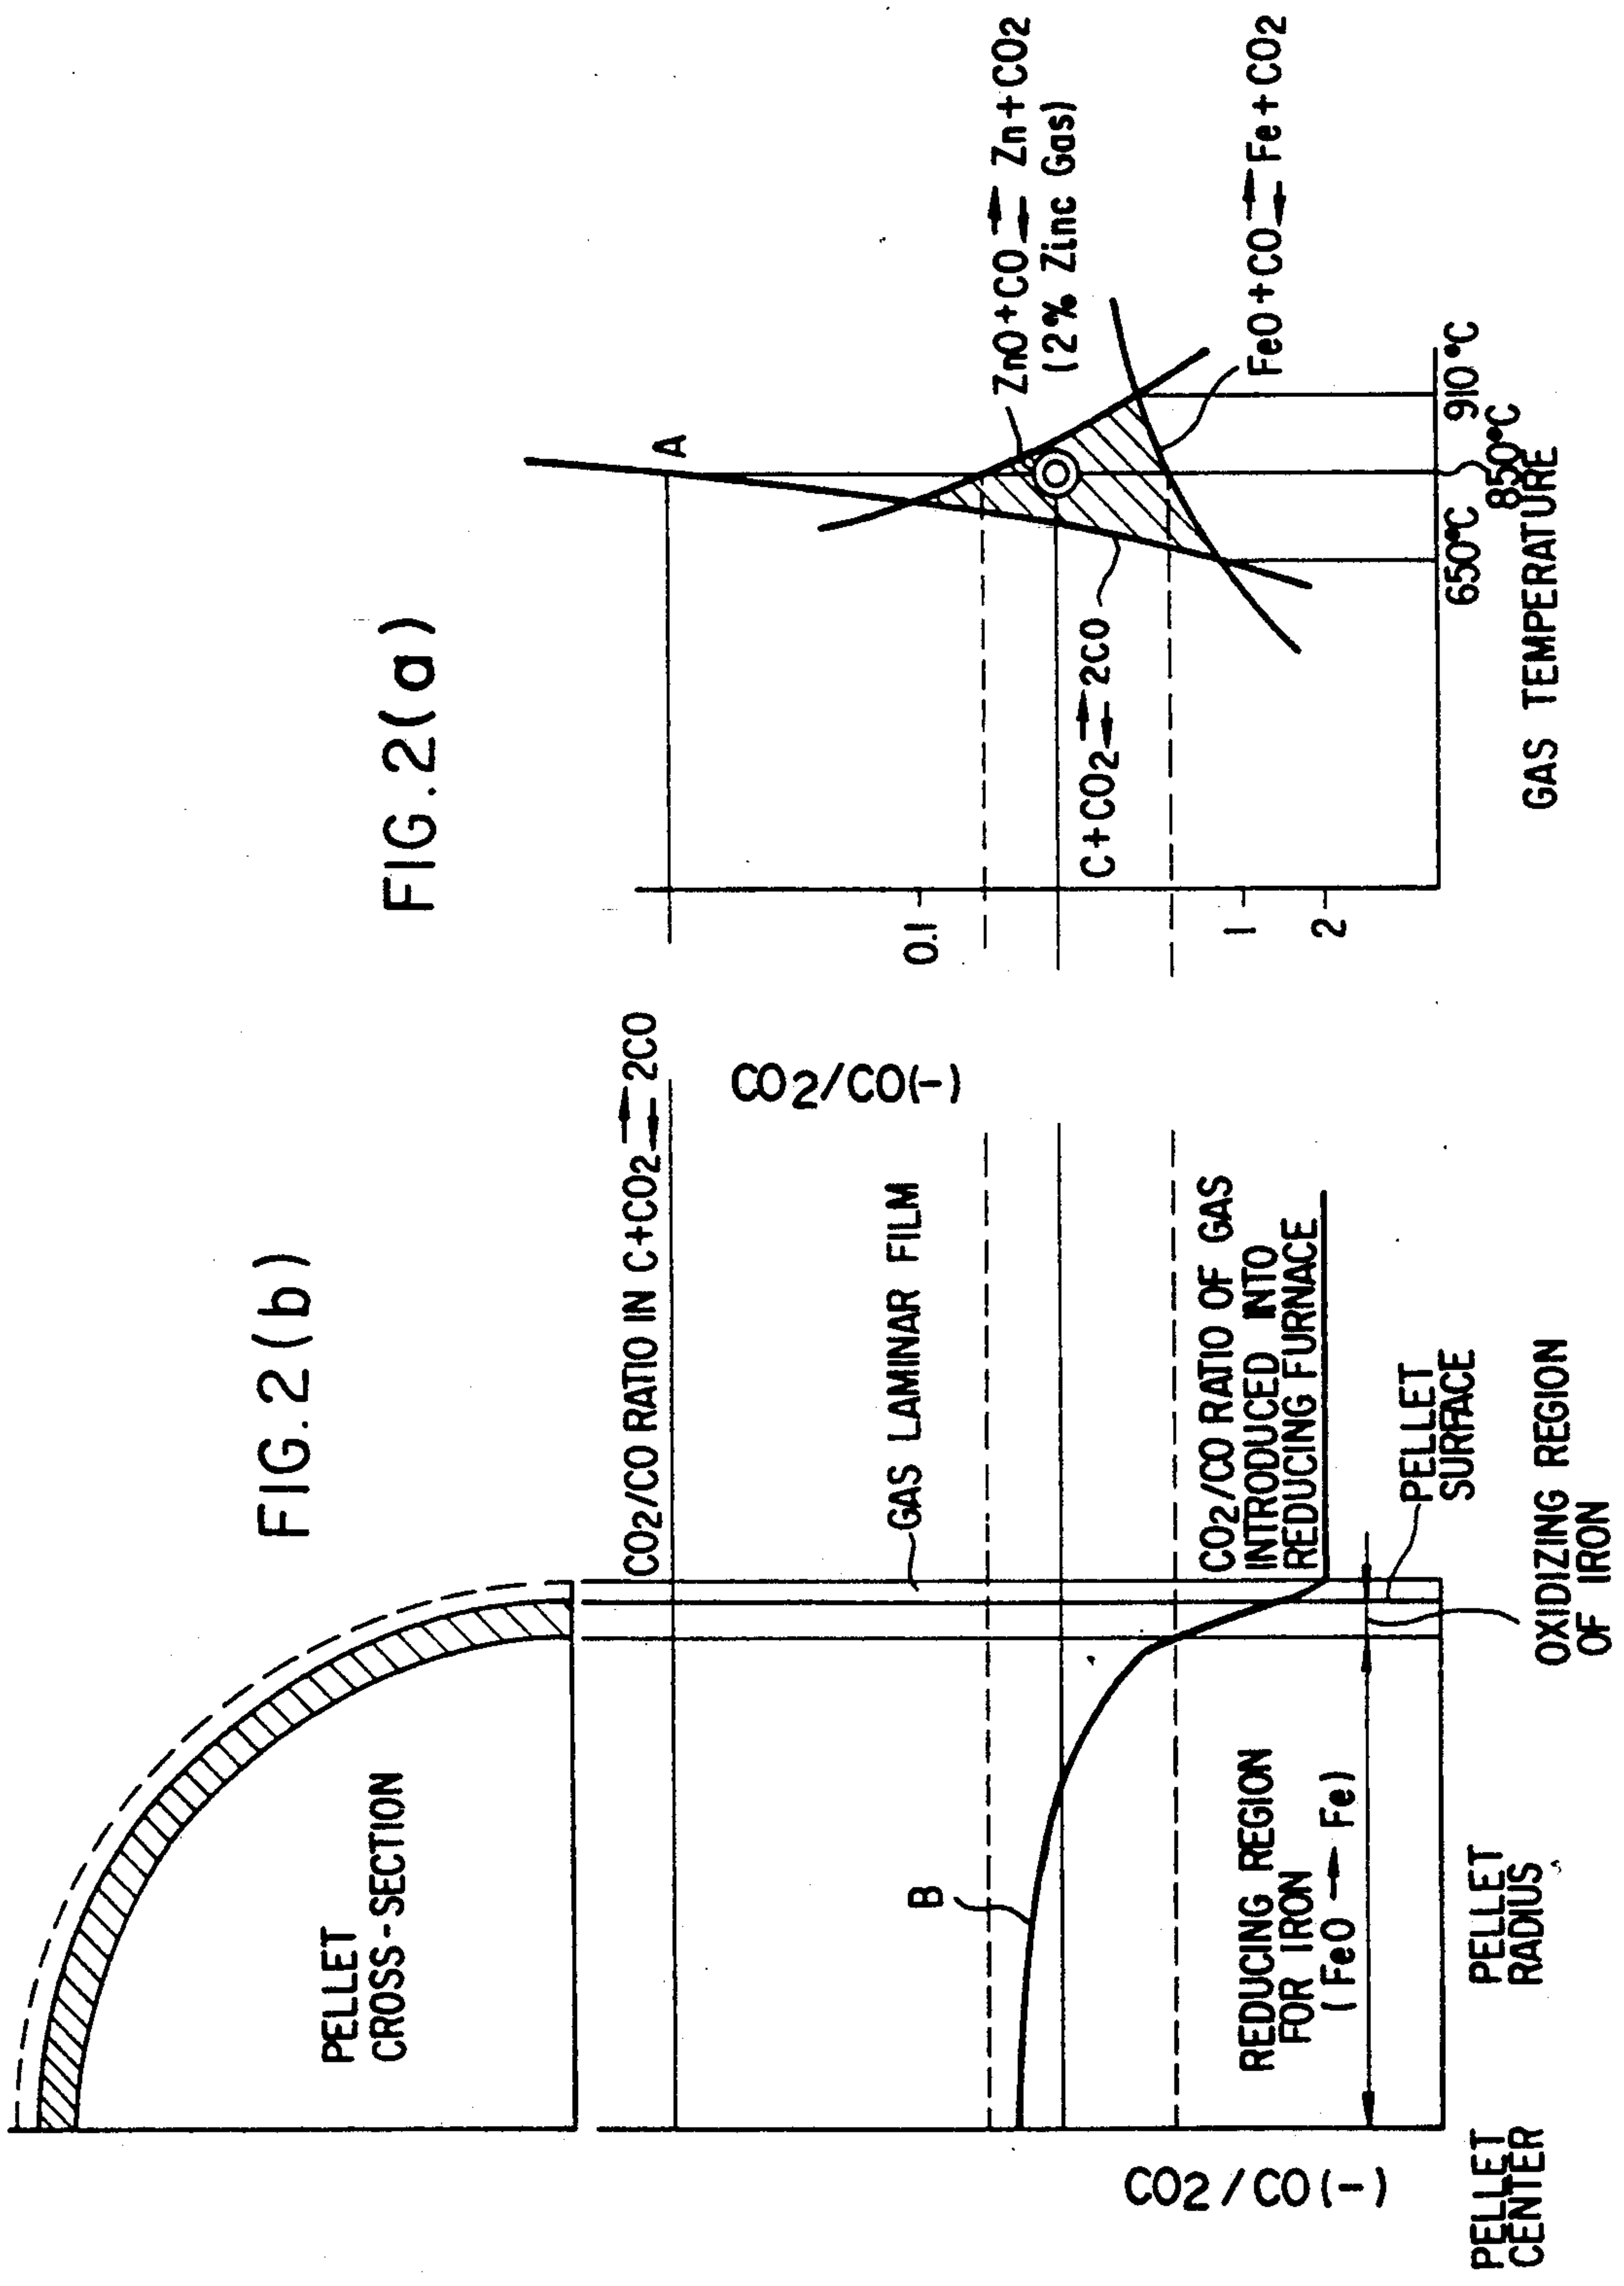 FIG.2(b)
PELLET
CROSS-SECTION
CO2/CO RATIO IN C+CO2⇄2CO
GAS LAMINAR FILM
B
CO2/CO RATIO OF GAS
INTRODUCED INTO
REDUCING FURNACE
REDUCING REGION
FOR IRON
(FeO → Fe)
CO2/CO(-)
PELLET
CENTER
PELLET
RADIUS
PELLET
SURFACE
OXIDIZING REGION
OF IRON
FIG.2(a)
CO2/CO(-)
A
0.1
1
2
ZnO+CO⇄Zn+CO2
(2% Zinc Gas)
C+CO2⇄2CO
FeO+CO⇄Fe+CO2
650°C
850°C
910°C
GAS TEMPERATURE